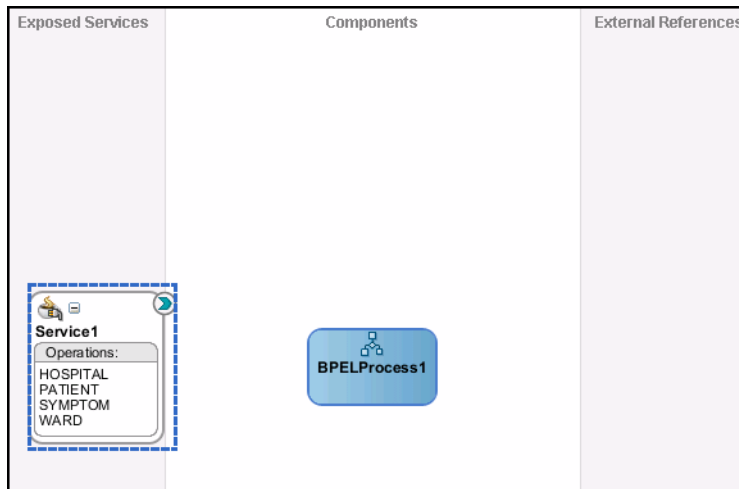 Exposed Services
Components
External References
Service1
Operations:
HOSPITAL
PATIENT
SYMPTOM
WARD
BPELProcess1